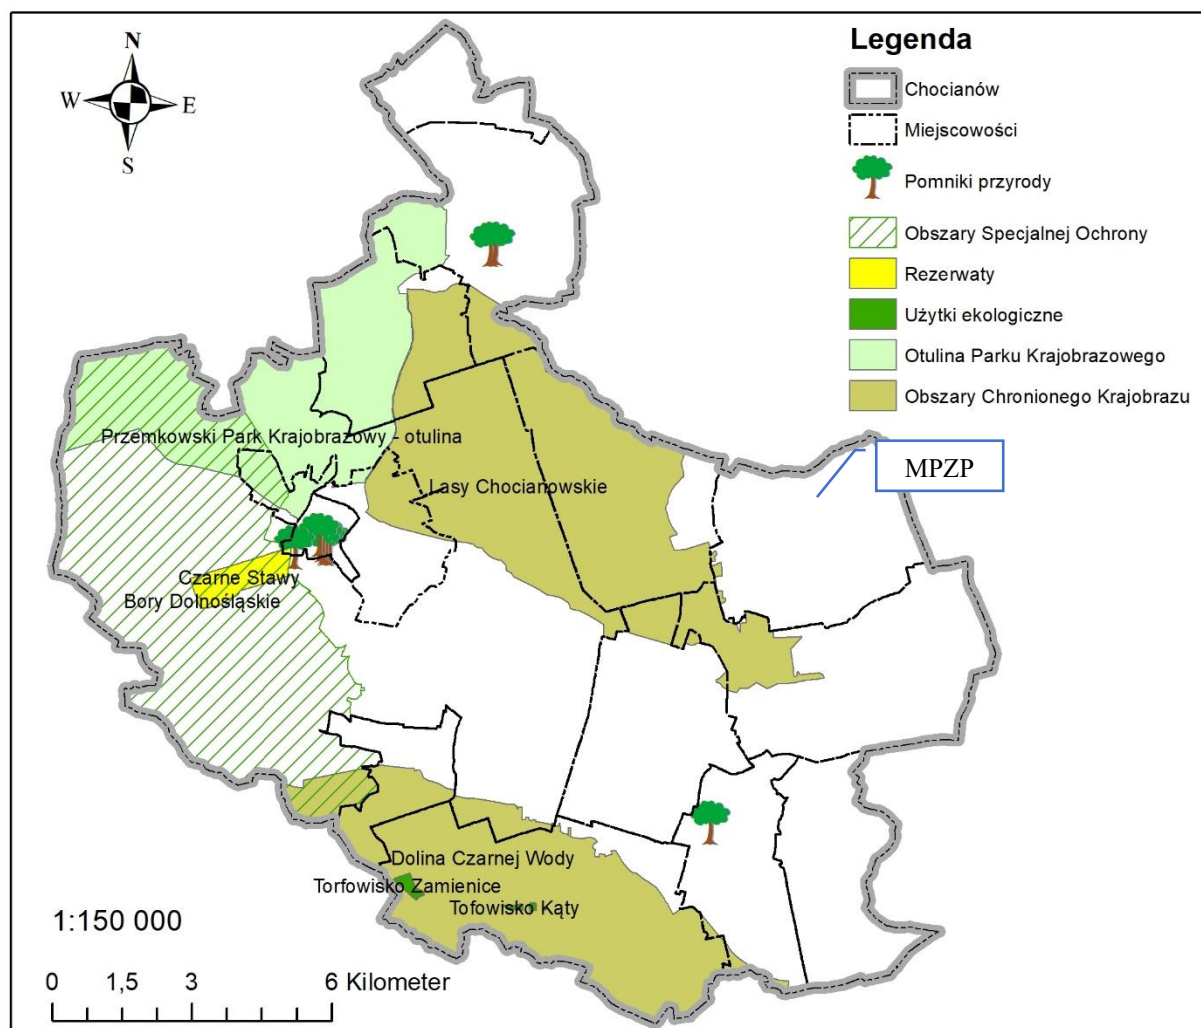 N
W
E
S
Legenda
Chocianów
Miejscowości
Pomniki przyrody
Obszary Specjalnej Ochrony
Rezerwaty
Użytki ekologiczne
Otulina Parku Krajobrazowego
Obszary Chronionego Krajobrazu
MPZP
Przemkowski Park Krajobrazowy - otulina
Lasy Chocianowskie
Czarne Stawy
Bory Dolnośląskie
Dolina Czarnej Wody
Torfowisko Zamienice
Tofowisko Kąty
1:150 000
0 1,5 3 6 Kilometer